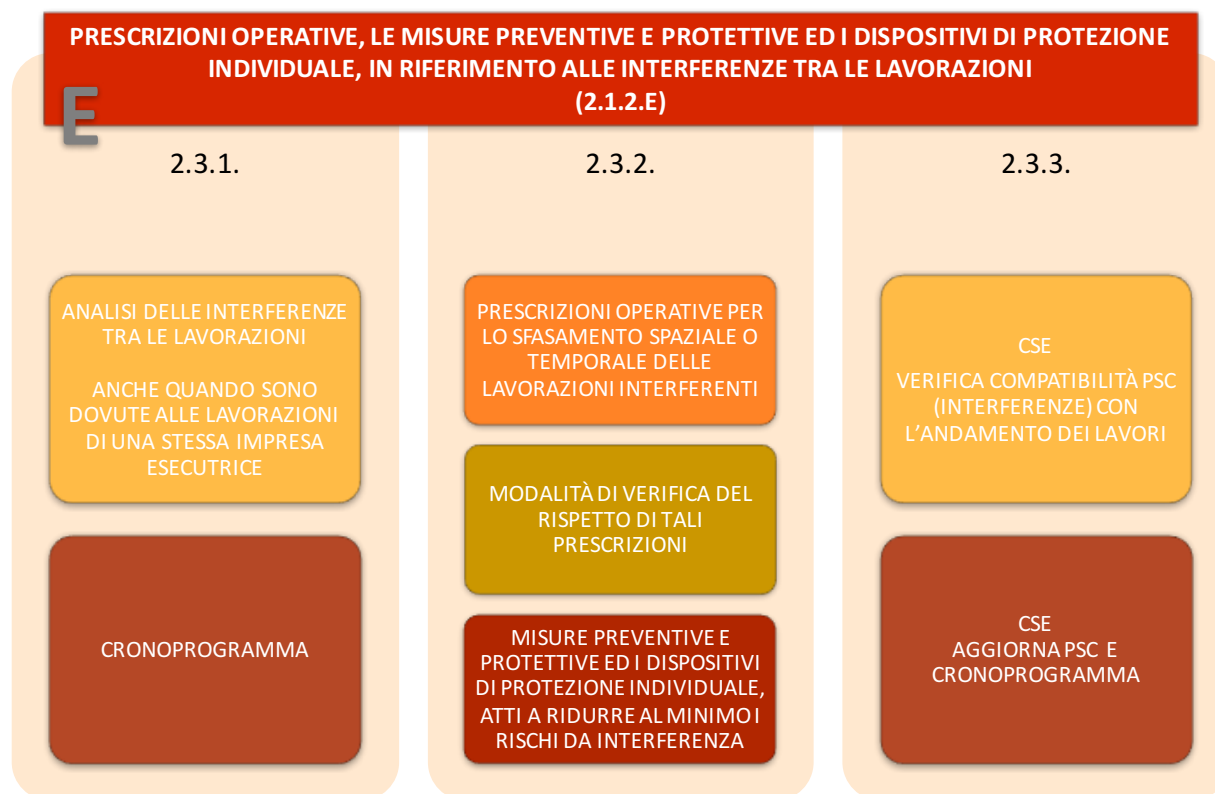 PRESCRIZIONI OPERATIVE, LE MISURE PREVENTIVE E PROTETTIVE ED I DISPOSITIVI DI PROTEZIONE
INDIVIDUALE, IN RIFERIMENTO ALLE INTERFERENZE TRA LE LAVORAZIONI
(2.1.2.E)
E
2.3.1.
ANALISI DELLE INTERFERENZE
TRA LE LAVORAZIONI
ANCHE QUANDO SONO
DOVUTE ALLE LAVORAZIONI
DI UNA STESSA IMPRESA
ESECUTRICE
CRONOPROGRAMMA
2.3.2.
PRESCRIZIONI OPERATIVE PER
LO SFASAMENTO SPAZIALE O
TEMPORALE DELLE
LAVORAZIONI INTERFERENTI
MODALITÀ DI VERIFICA DEL
RISPETTO DI TALI
PRESCRIZIONI
MISURE PREVENTIVE E
PROTETTIVE ED I DISPOSITIVI
DI PROTEZIONE INDIVIDUALE,
ATTI A RIDURRE AL MINIMO I
RISCHI DA INTERFERENZA
2.3.3.
CSE
VERIFICA COMPATIBILITÀ PSC
(INTERFERENZE) CON
L'ANDAMENTO DEI LAVORI
CSE
AGGIORNA PSC E
CRONOPROGRAMMA